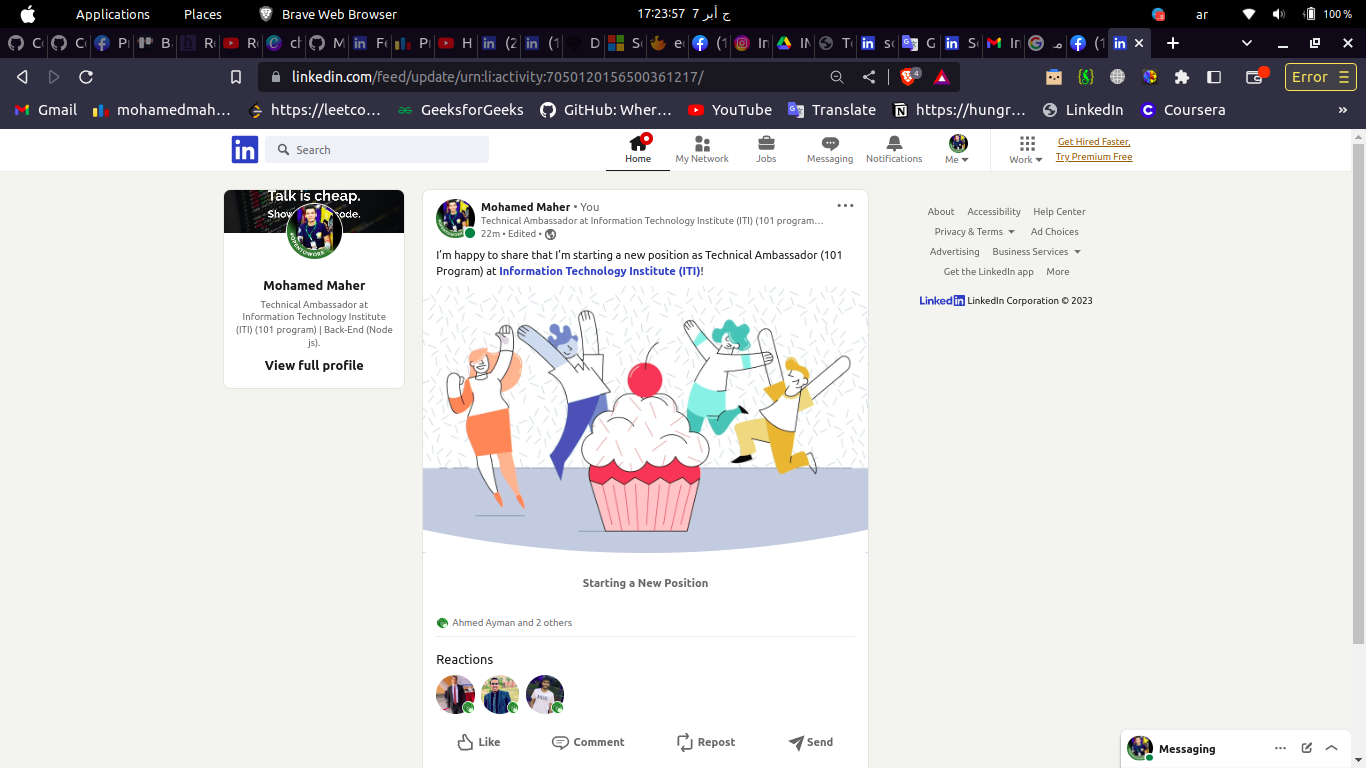 Applications Places Brave Web Browser 17:23:57 ج أبر 7 ar 100 %
linkedin.com/feed/update/urn:li:activity:7050120156500361217/ 4 Error
Gmail mohamedmah... https://leetco... GeeksforGeeks GitHub: Wher... YouTube Translate https://hungr... LinkedIn Coursera »
in Search Home My Network Jobs Messaging Notifications Me Work Get Hired Faster,
Try Premium Free
Talk is cheap.
#OPENTOWORK
Mohamed Maher
Technical Ambassador at
Information Technology Institute
(ITI) (101 program) | Back-End (Node
js).
View full profile
Mohamed Maher • You
Technical Ambassador at Information Technology Institute (ITI) (101 program...
22m • Edited •
I'm happy to share that I'm starting a new position as Technical Ambassador (101
Program) at Information Technology Institute (ITI)!
Starting a New Position
Ahmed Ayman and 2 others
Reactions
Like Comment Repost Send
About Accessibility Help Center
Privacy & Terms Ad Choices
Advertising Business Services
Get the LinkedIn app More
Linkedin LinkedIn Corporation © 2023
Messaging